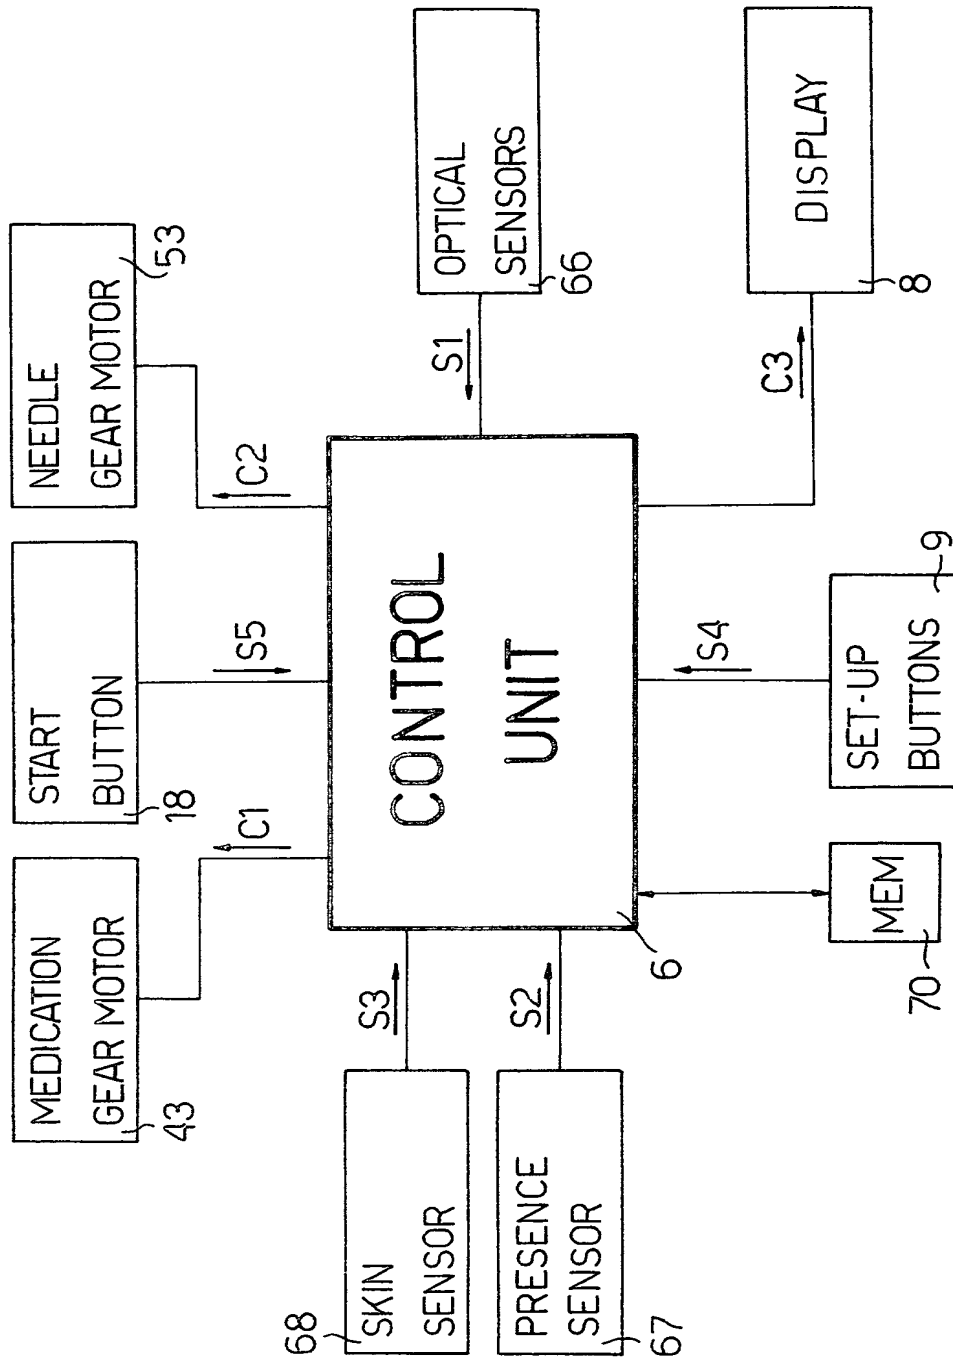 MEDICATION
GEAR MOTOR
43
START
BUTTON
18
NEEDLE
GEAR MOTOR
53
C1
S5
C2
68
SKIN
SENSOR
S3
CONTROL
UNIT
6
S1
OPTICAL
SENSORS
66
PRESENCE
SENSOR
67
S2
S4
C3
70
MEM
SET-UP
BUTTONS
9
DISPLAY
8